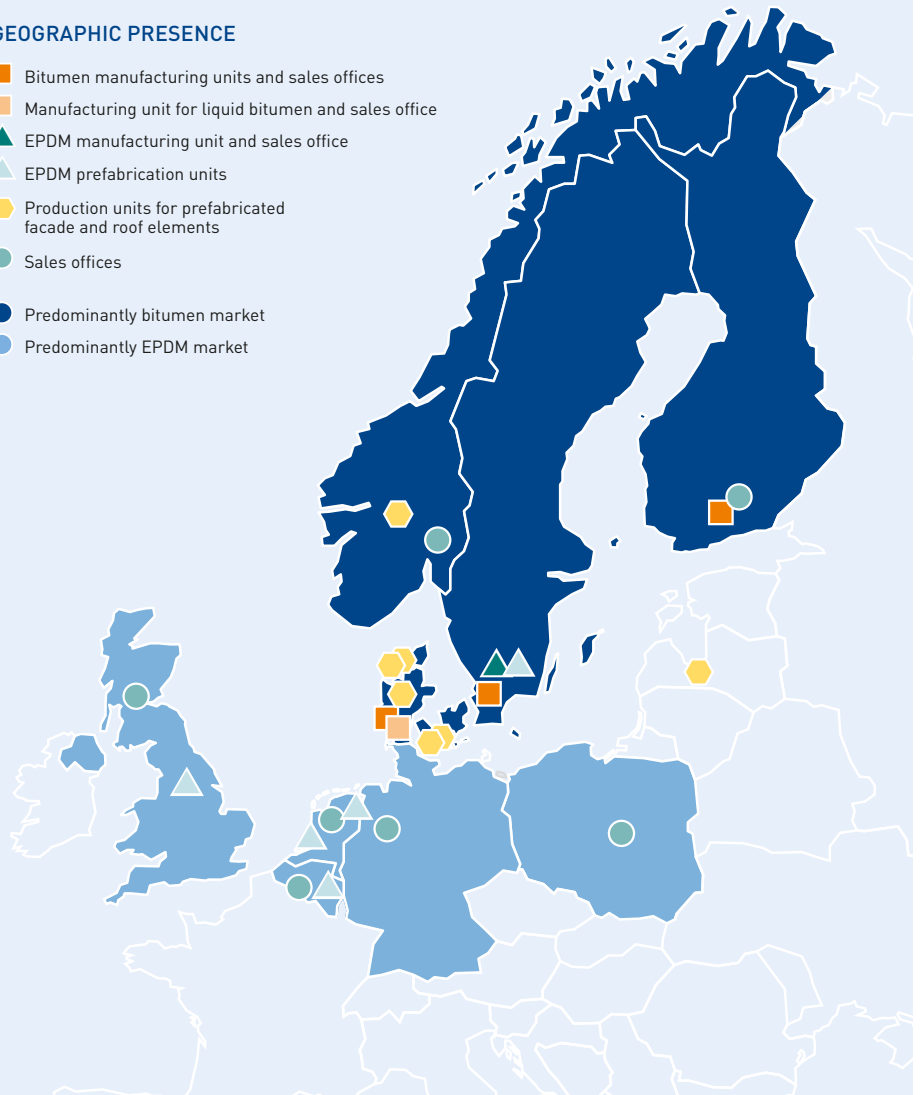 GEOGRAPHIC PRESENCE
Bitumen manufacturing units and sales offices
Manufacturing unit for liquid bitumen and sales office
EPDM manufacturing unit and sales office
EPDM prefabrication units
Production units for prefabricated
facade and roof elements
Sales offices
Predominantly bitumen market
Predominantly EPDM market